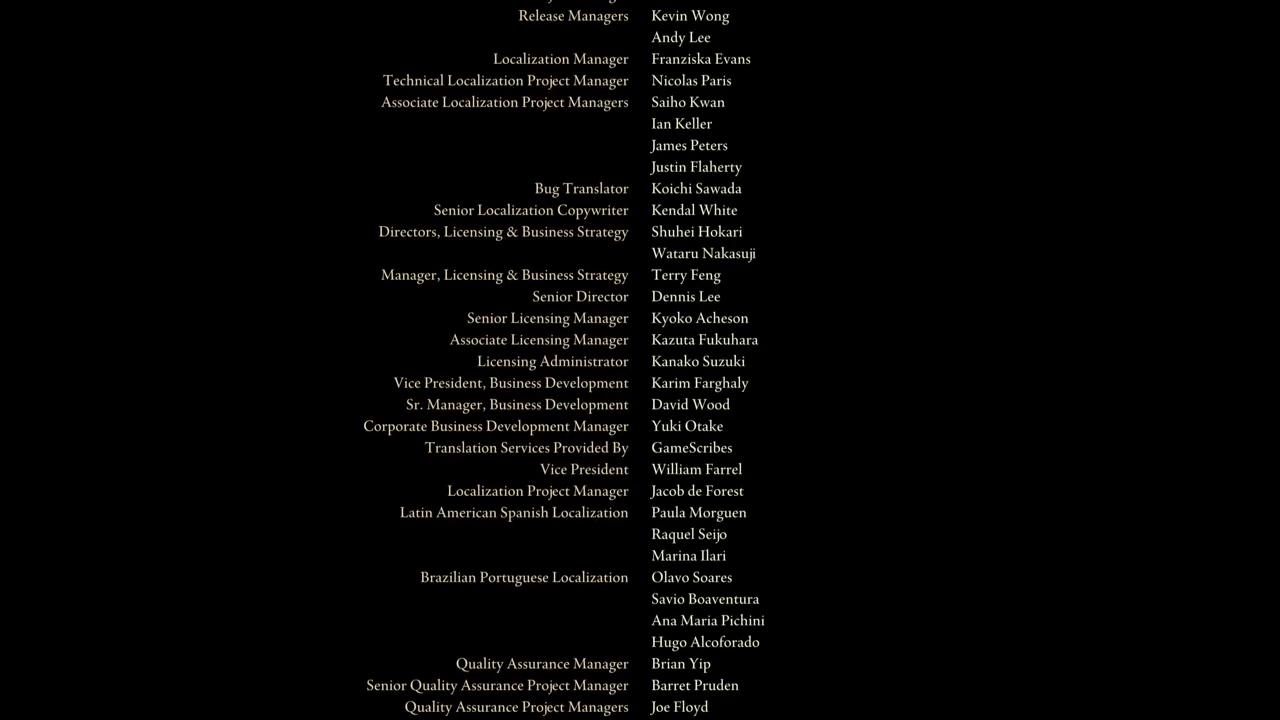 Release Managers Kevin Wong
Andy Lee
Localization Manager Franziska Evans
Technical Localization Project Manager Nicolas Paris
Associate Localization Project Managers Saiho Kwan
Ian Keller
James Peters
Justin Flaherty
Bug Translator Koichi Sawada
Senior Localization Copywriter Kendal White
Directors, Licensing & Business Strategy Shuhei Hokari
Wataru Nakasuji
Manager, Licensing & Business Strategy Terry Feng
Senior Director Dennis Lee
Senior Licensing Manager Kyoko Acheson
Associate Licensing Manager Kazuta Fukuhara
Licensing Administrator Kanako Suzuki
Vice President, Business Development Karim Farghaly
Sr. Manager, Business Development David Wood
Corporate Business Development Manager Yuki Otake
Translation Services Provided By GameScribes
Vice President William Farrel
Localization Project Manager Jacob de Forest
Latin American Spanish Localization Paula Morguen
Raquel Seijo
Marina Ilari
Brazilian Portuguese Localization Olavo Soares
Savio Boaventura
Ana Maria Pichini
Hugo Alcoforado
Quality Assurance Manager Brian Yip
Senior Quality Assurance Project Manager Barret Pruden
Quality Assurance Project Managers Joe Floyd